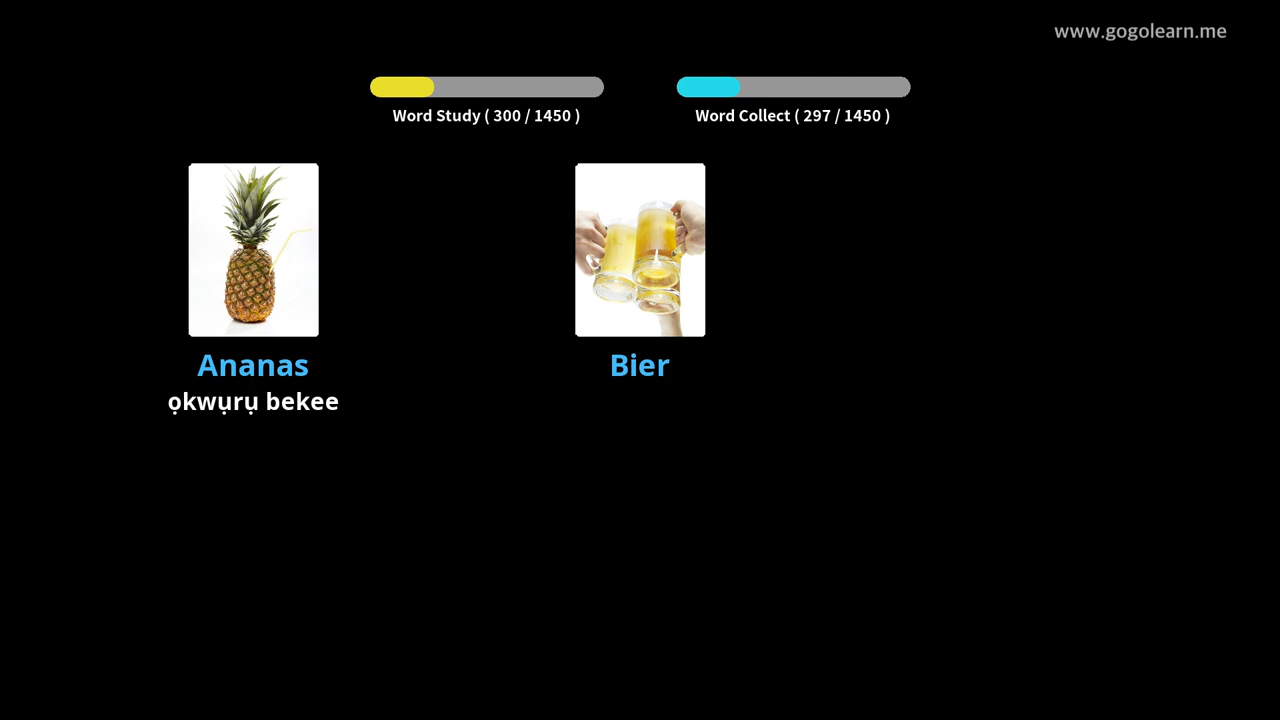 www.gogolearn.me
Word Study ( 300 / 1450 )
Word Collect ( 297 / 1450 )
Ananas
ọkwụrụ bekee
Bier